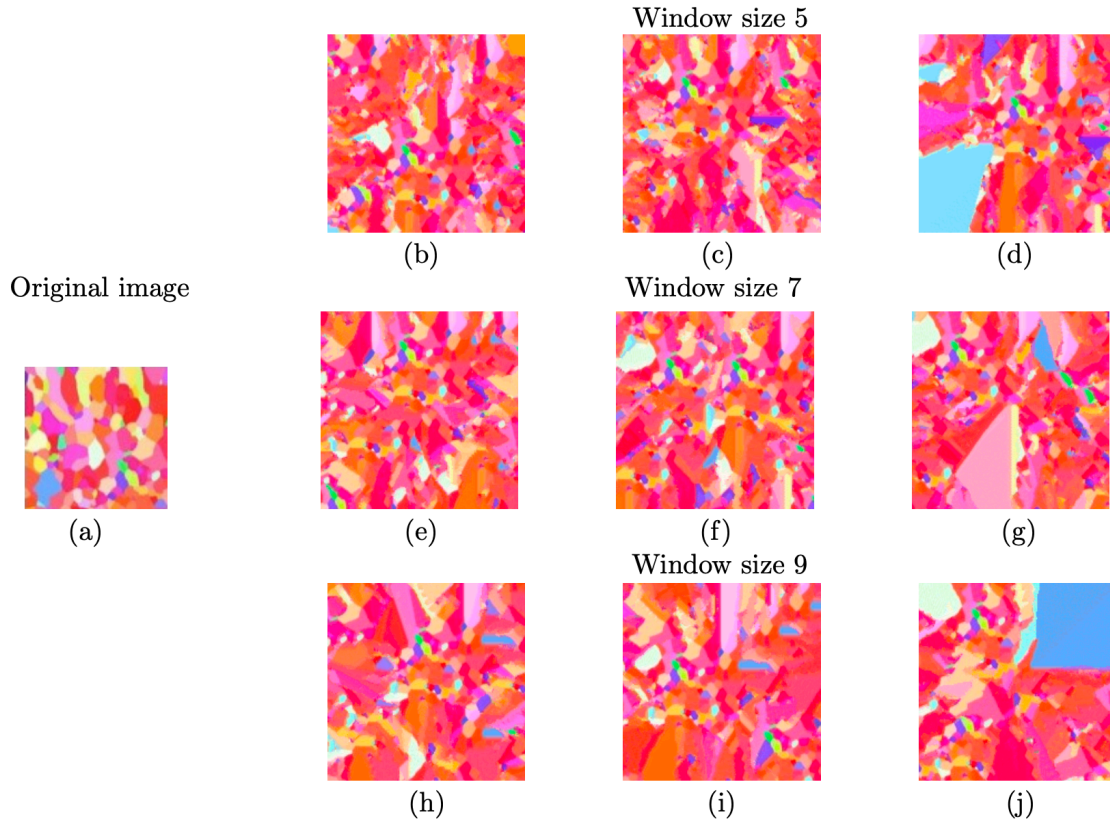 Window size 5
(b)
(c)
(d)
Original image
Window size 7
(a)
(e)
(f)
(g)
Window size 9
(h)
(i)
(j)